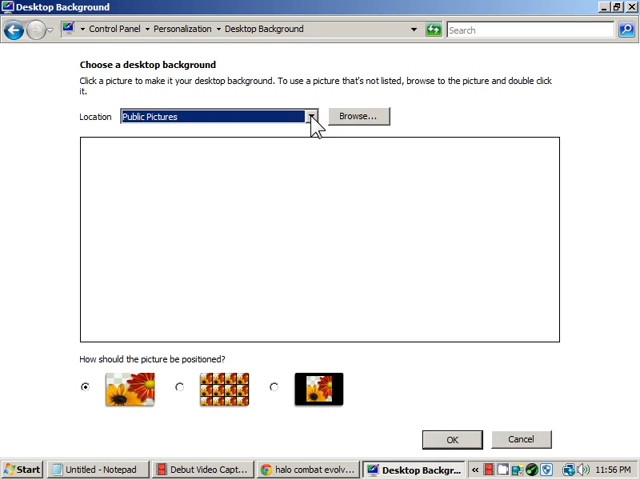 Desktop Background
Control Panel Personalization Desktop Background
Search
Choose a desktop background
Click a picture to make it your desktop background. To use a picture that's not listed, browse to the picture and double click
it.
Location Public Pictures Browse...
How should the picture be positioned?
OK Cancel
Start Untitled - Notepad Debut Video Capt... halo combat evolv... Desktop Backgr... « 11:56 PM